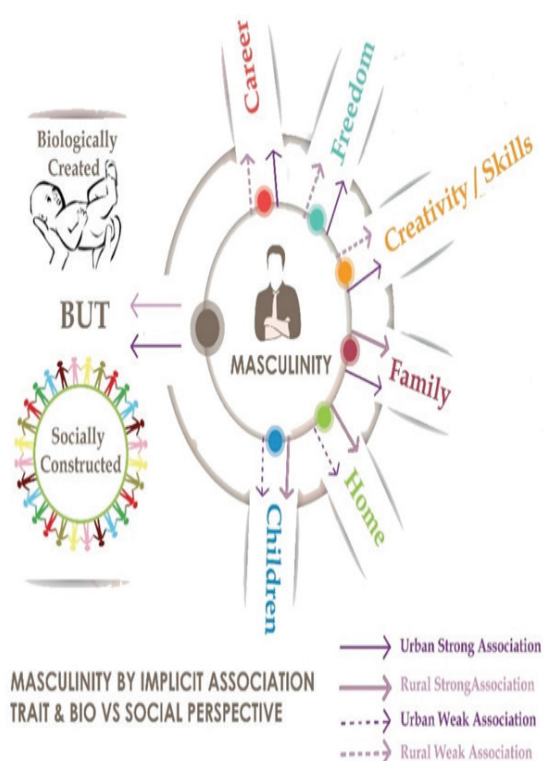 Career
Freedom
Creativity / Skills
Biologically
Created
BUT
MASCULINITY
Family
Socially
Constructed
Home
Children
MASCULINITY BY IMPLICIT ASSOCIATION
TRAIT & BIO VS SOCIAL PERSPECTIVE
Urban Strong Association
Rural StrongAssociation
Urban Weak Association
Rural Weak Association